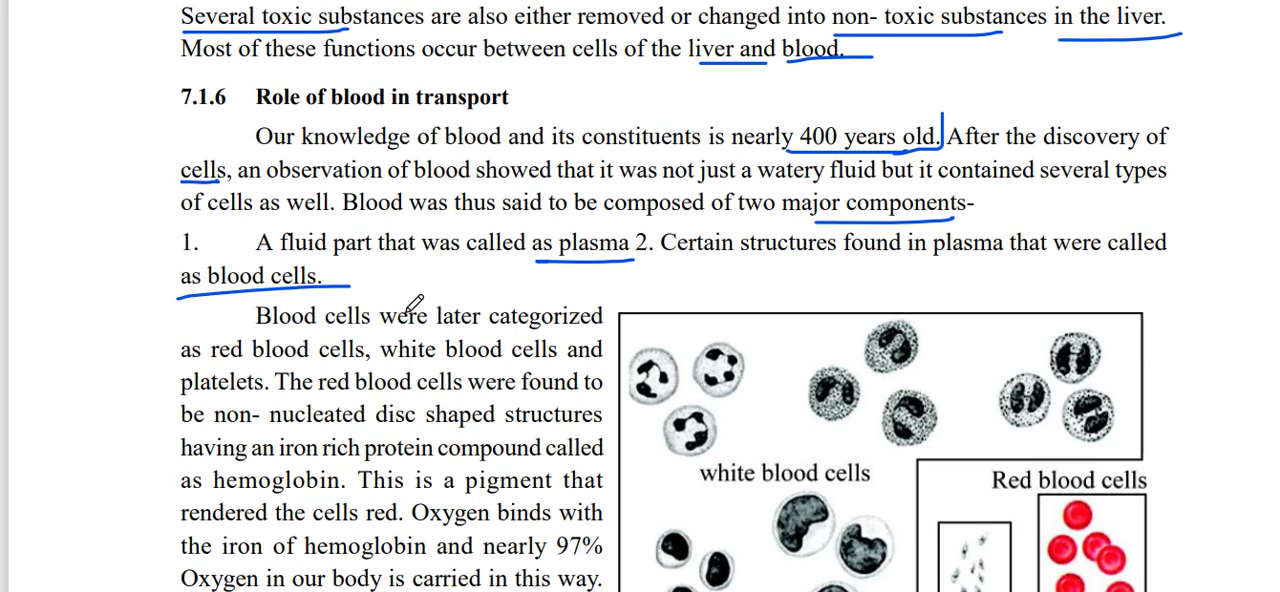 Several toxic substances are also either removed or changed into non- toxic substances in the liver.
Most of these functions occur between cells of the liver and blood.
7.1.6 Role of blood in transport
Our knowledge of blood and its constituents is nearly 400 years old. After the discovery of
cells, an observation of blood showed that it was not just a watery fluid but it contained several types
of cells as well. Blood was thus said to be composed of two major components-
1. A fluid part that was called as plasma 2. Certain structures found in plasma that were called
as blood cells.
Blood cells were later categorized
as red blood cells, white blood cells and
platelets. The red blood cells were found to
be non- nucleated disc shaped structures
having an iron rich protein compound called
as hemoglobin. This is a pigment that
rendered the cells red. Oxygen binds with
the iron of hemoglobin and nearly 97%
Oxygen in our body is carried in this way.
white blood cells
Red blood cells